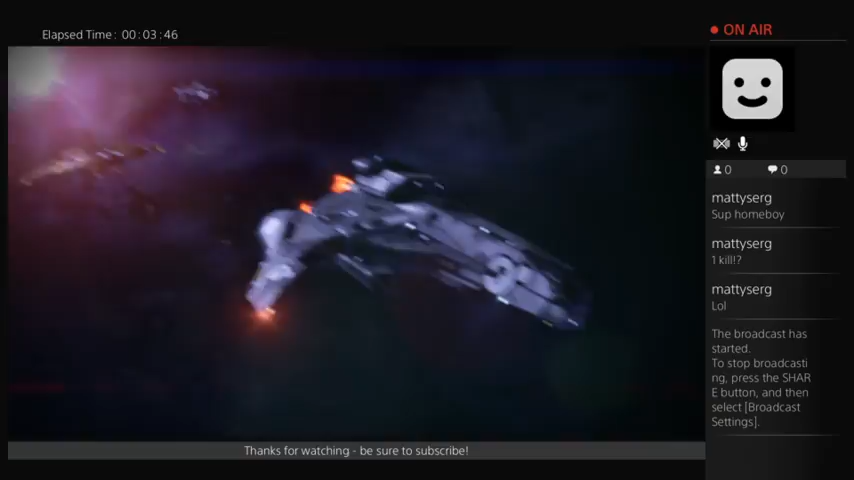 Elapsed Time: 00:03:46
ON AIR
0
0
mattyserg
Sup homeboy
mattyserg
1 kill!?
mattyserg
Lol
The broadcast has
started.
To stop broadcasti
ng, press the SHAR
E button, and then
select [Broadcast
Settings].
Thanks for watching - be sure to subscribe!